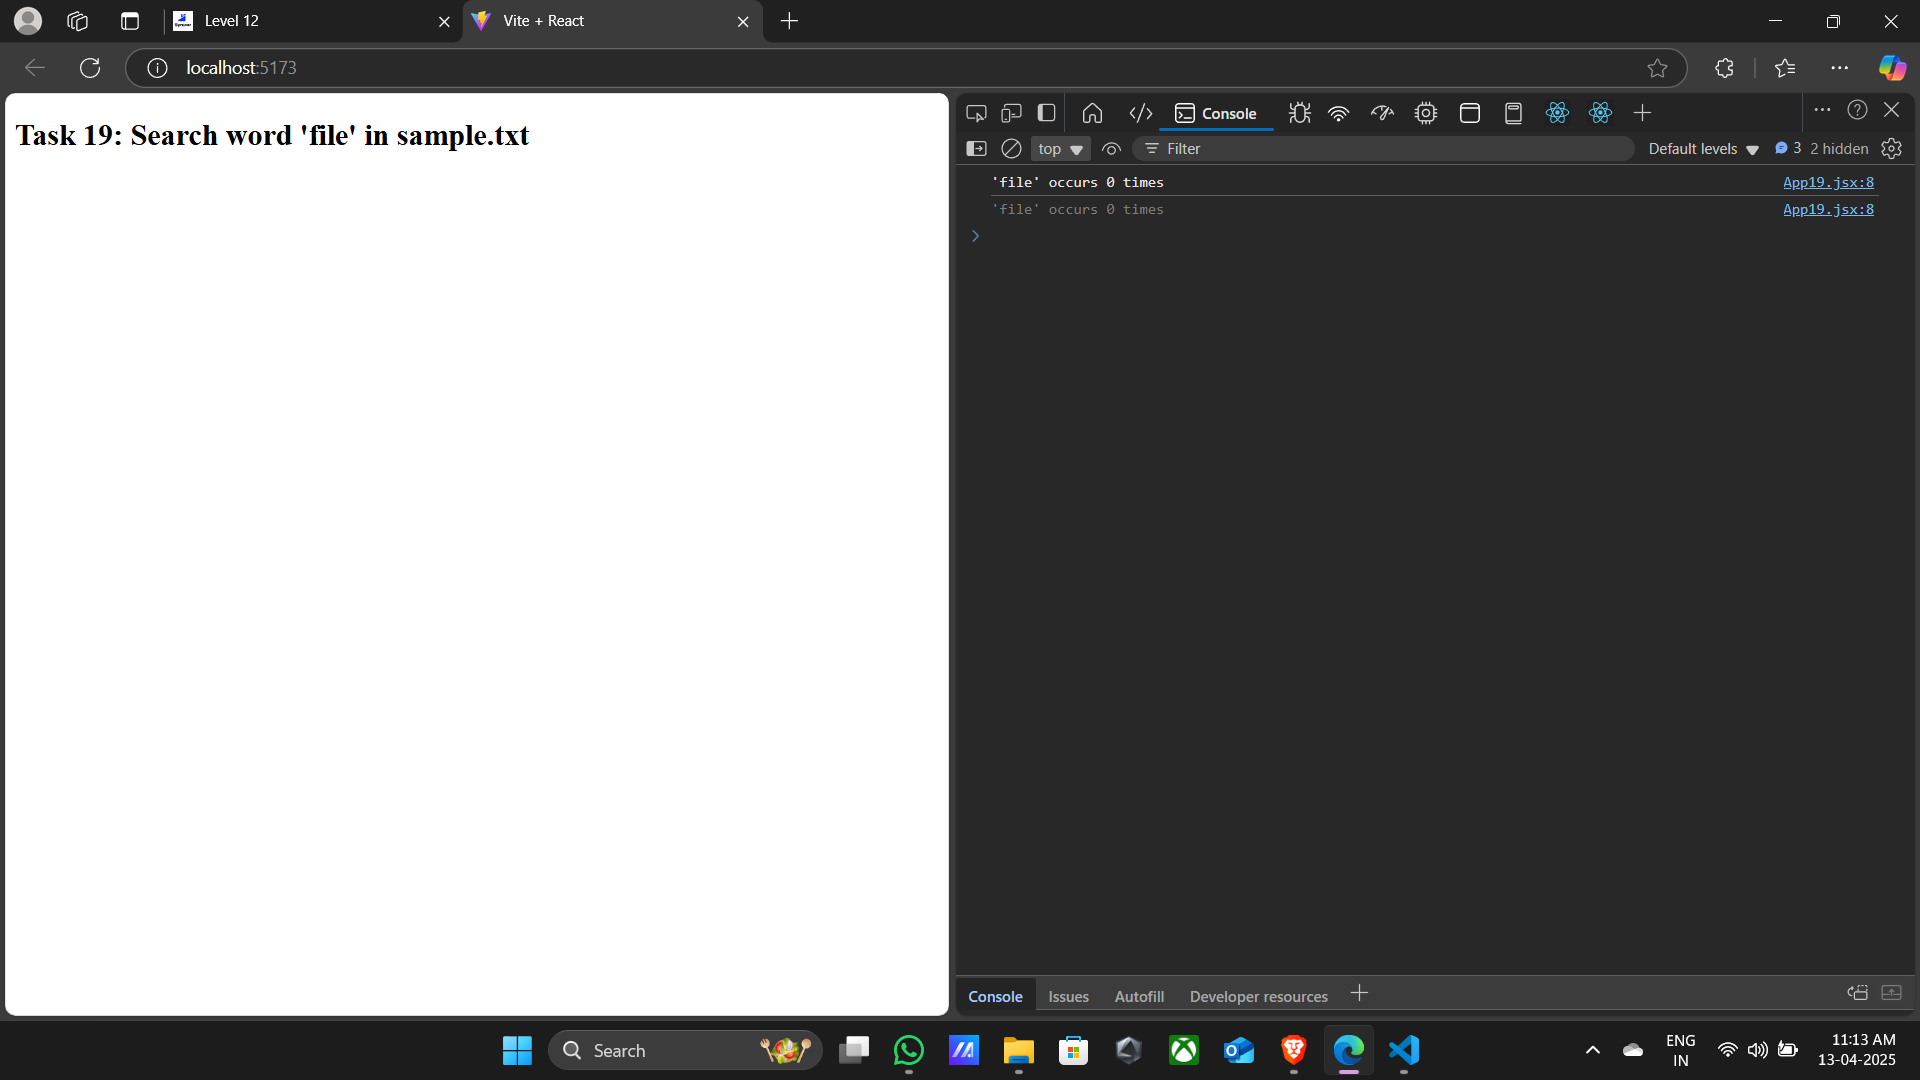 Level 12
Vite + React
localhost:5173
Task 19: Search word 'file' in sample.txt
Console
top
Filter
Default levels
3
2 hidden
'file' occurs 0 times
App19.jsx:8
'file' occurs 0 times
App19.jsx:8
Console
Issues
Autofill
Developer resources
Search
ENG
IN
11:13 AM
13-04-2025